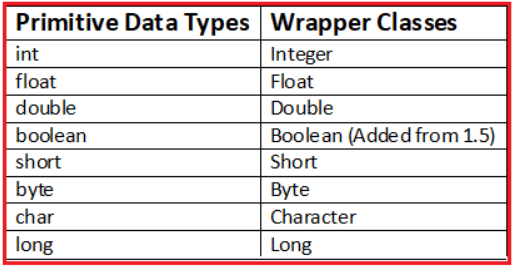 Primitive Data Types Wrapper Classes
int Integer
float Float
double Double
boolean Boolean (Added from 1.5)
short Short
byte Byte
char Character
long Long